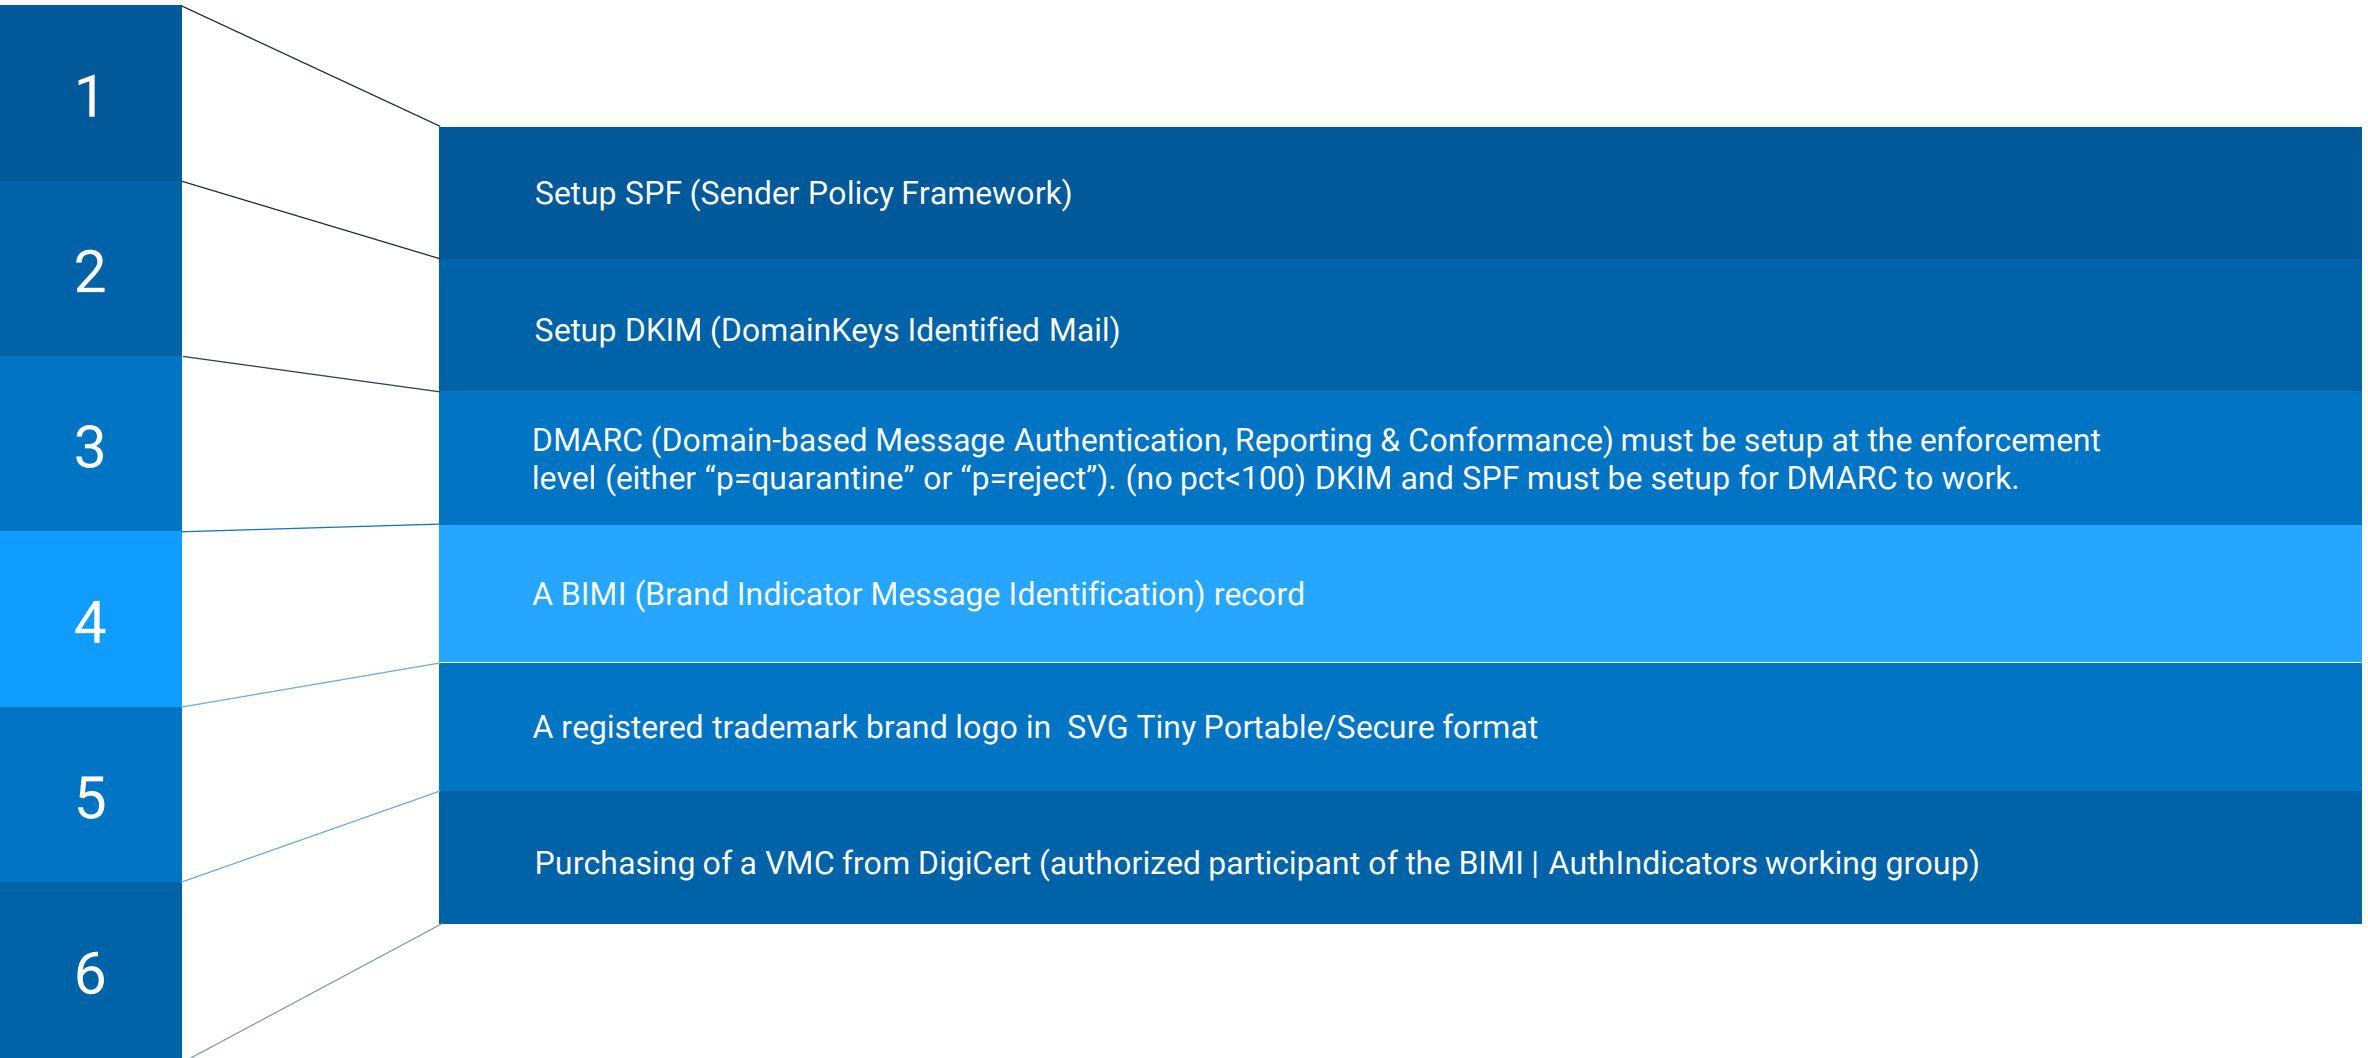 1
Setup SPF (Sender Policy Framework)
2
Setup DKIM (DomainKeys Identified Mail)
3
DMARC (Domain-based Message Authentication, Reporting & Conformance) must be setup at the enforcement
level (either “p=quarantine” or “p=reject”). (no pct<100) DKIM and SPF must be setup for DMARC to work.
4
A BIMI (Brand Indicator Message Identification) record
5
A registered trademark brand logo in  SVG Tiny Portable/Secure format
6
Purchasing of a VMC from DigiCert (authorized participant of the BIMI | AuthIndicators working group)